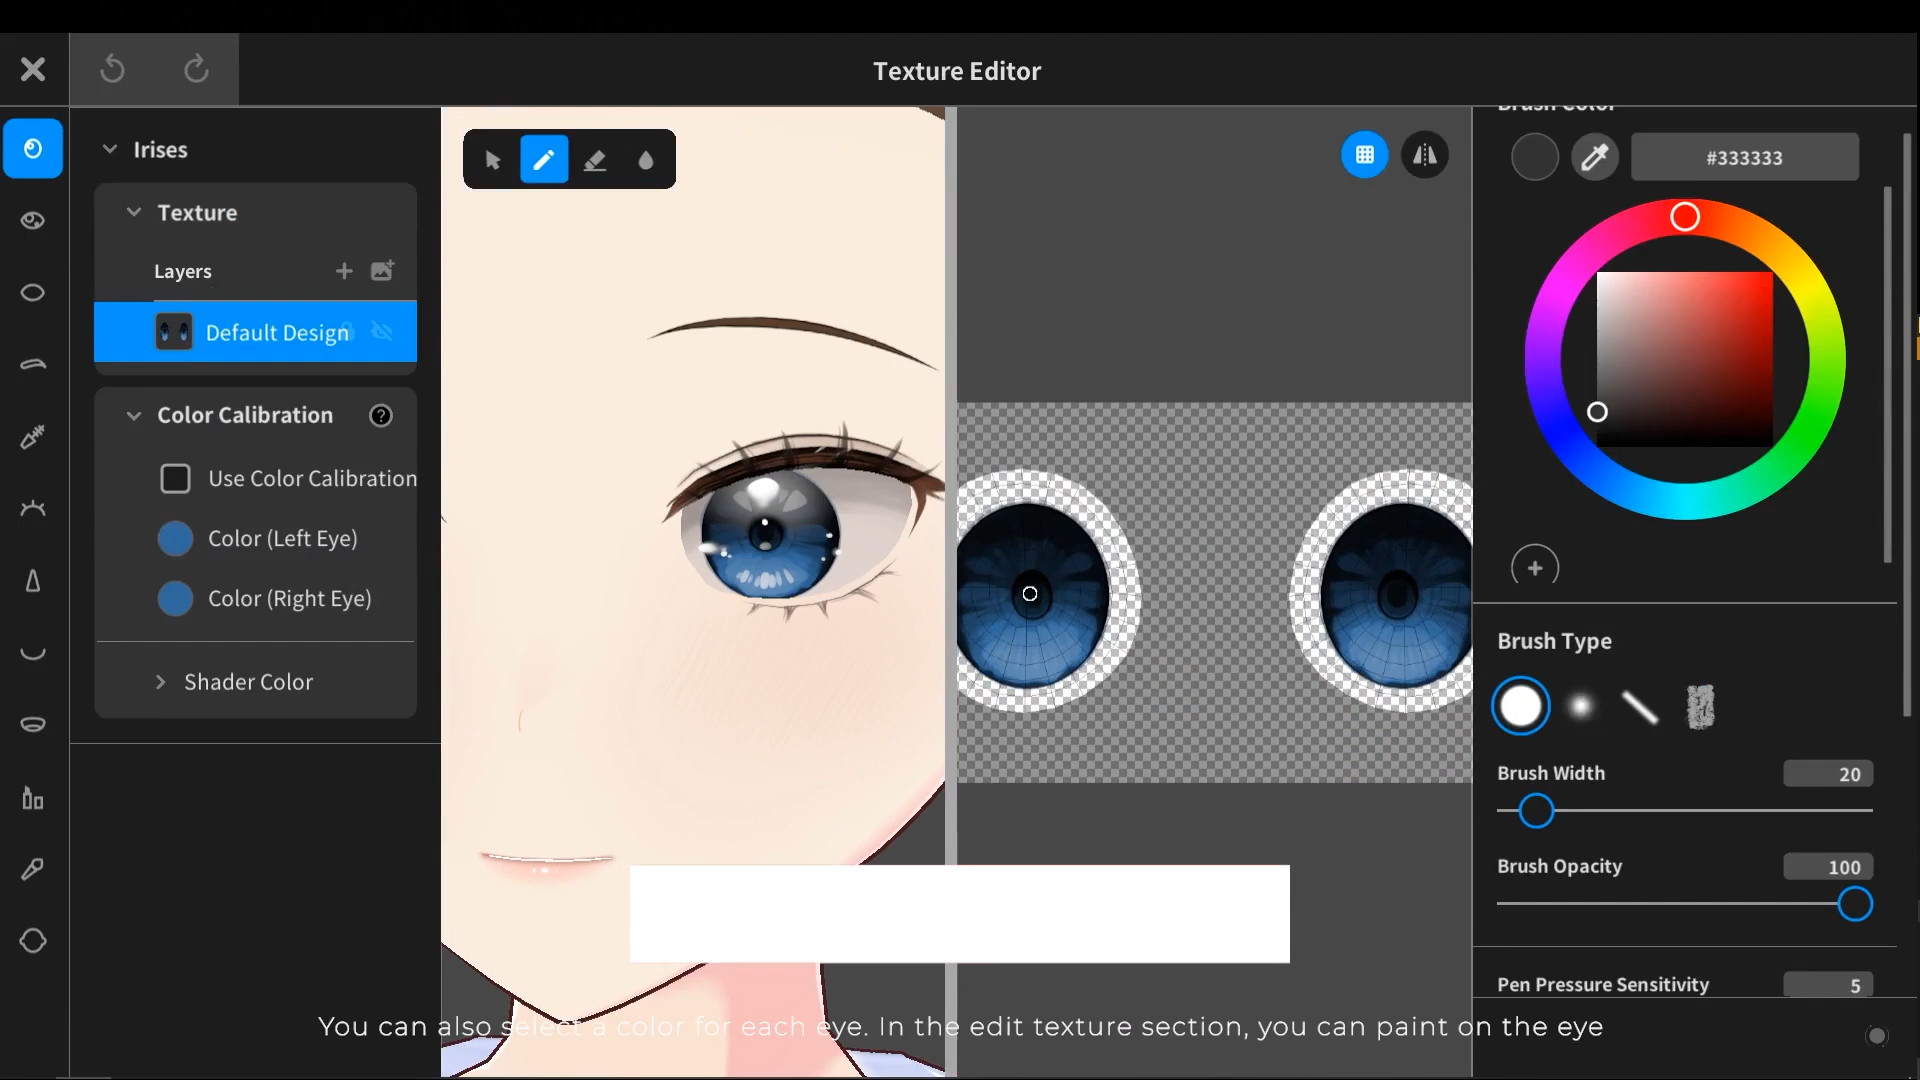 Texture Editor
Irises
Texture
Layers
Default Design
Color Calibration
Use Color Calibration
Color (Left Eye)
Color (Right Eye)
Shader Color
Brush Color
#333333
Brush Type
Brush Width 20
Brush Opacity 100
Pen Pressure Sensitivity 5
You can also select a color for each eye. In the edit texture section, you can paint on the eye